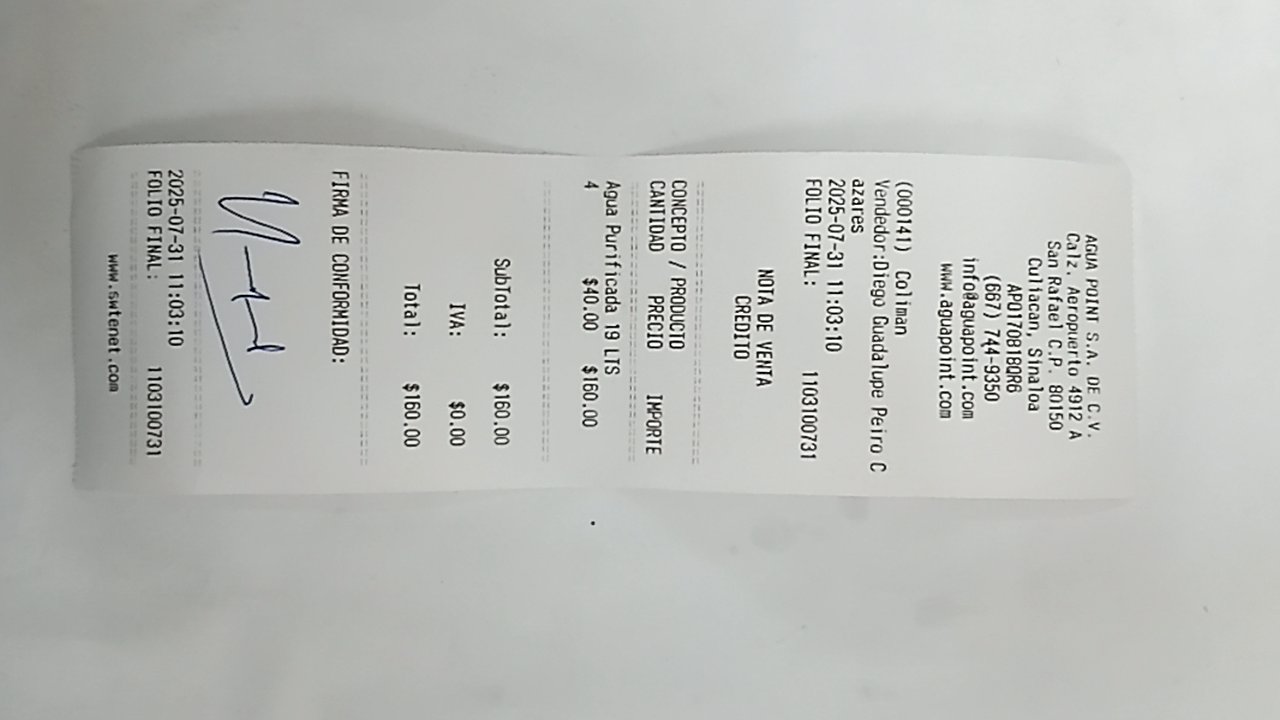 AGUA POINT S.A. DE C.V.
Calz. Aeropuerto 4912 A
San Rafael C.P. 80150
Culiacan, Sinaloa
APO170818QR6
(667) 744-9350
info@aguapoint.com
www.aguapoint.com
((000141) Coliman
Vendedor:Diego Guadalupe Peiro C
azares
2025-07-31 11:03:10
FOLIO FINAL: 1103100731
NOTA DE VENTA
CREDITO
CONCEPTO / PRODUCTO
CANTIDAD PRECIO IMPORTE
Agua Purificada 19 LTS
4 $40.00 $160.00
SubTotal: $160.00
IVA: $0.00
Total: $160.00
FIRMA DE CONFORMIDAD:
2025-07-31 11:03:10
FOLIO FINAL: 1103100731
www.swtenet.com